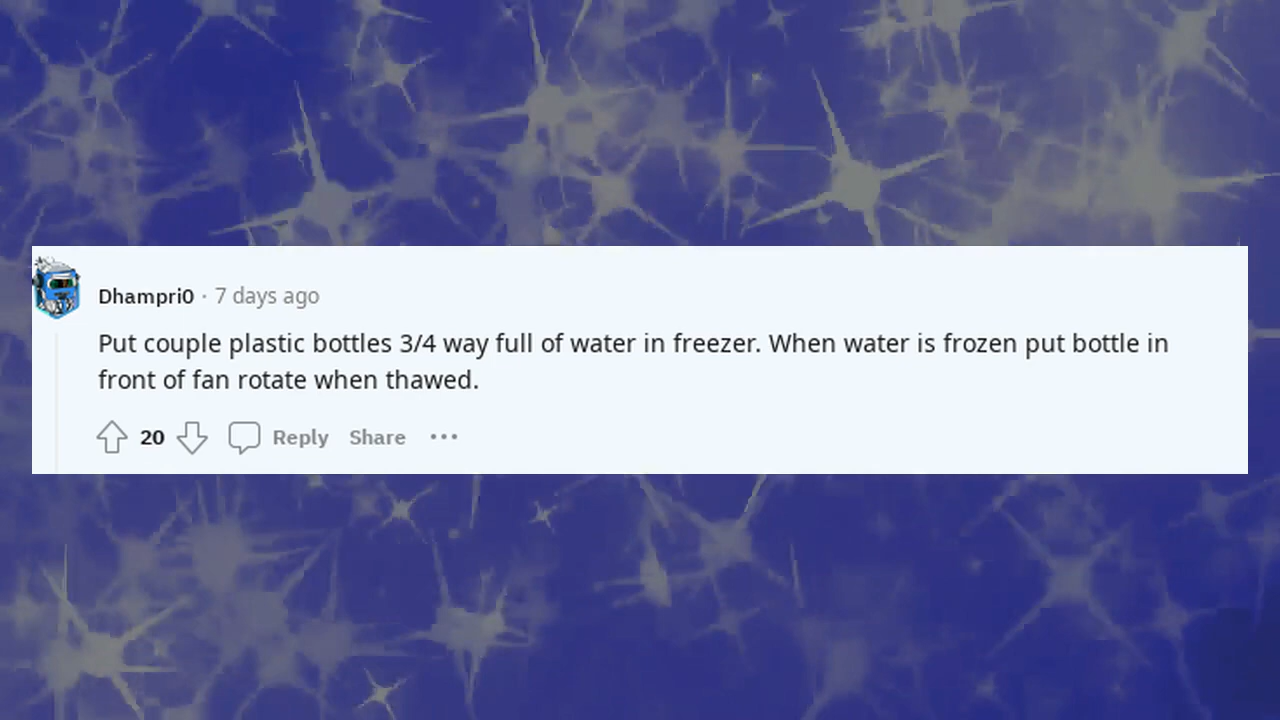 Dhampri0 · 7 days ago
Put couple plastic bottles 3/4 way full of water in freezer. When water is frozen put bottle in
front of fan rotate when thawed.
20 Reply Share •••